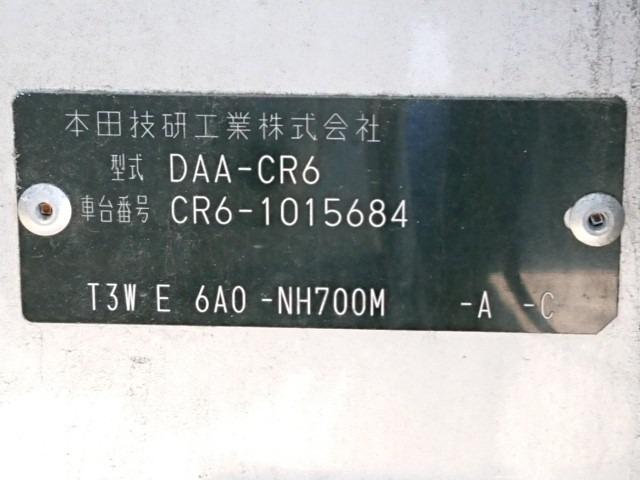 本田技研工業株式会社
型式 DAA-CR6
車台番号 CR6-1015684
T3W E 6A0 -NH700M -A -C